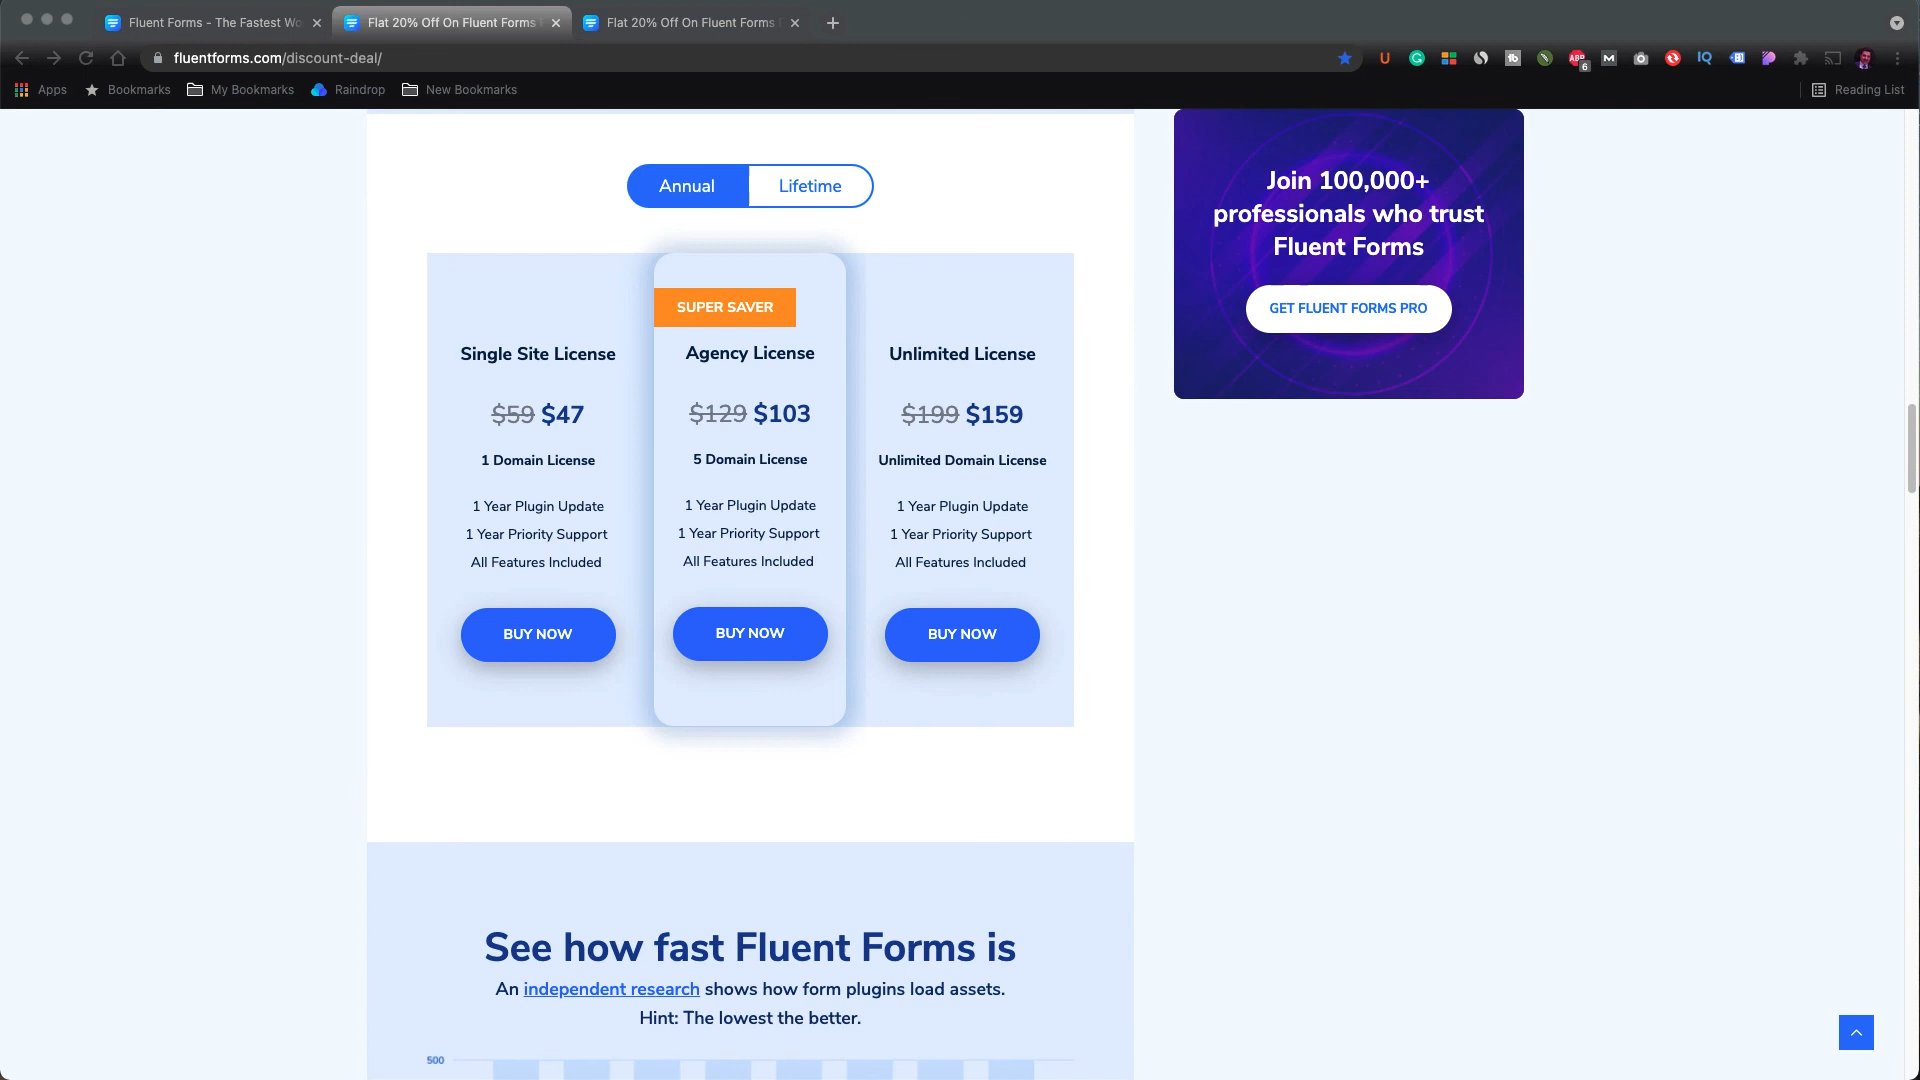 Fluent Forms - The Fastest Wo
Flat 20% Off On Fluent Forms
Flat 20% Off On Fluent Forms
fluentforms.com/discount-deal/
Apps
Bookmarks
My Bookmarks
Raindrop
New Bookmarks
Reading List
Annual
Lifetime
SUPER SAVER
Single Site License
$59 $47
1 Domain License
1 Year Plugin Update
1 Year Priority Support
All Features Included
BUY NOW
Agency License
$129 $103
5 Domain License
1 Year Plugin Update
1 Year Priority Support
All Features Included
BUY NOW
Unlimited License
$199 $159
Unlimited Domain License
1 Year Plugin Update
1 Year Priority Support
All Features Included
BUY NOW
Join 100,000+
professionals who trust
Fluent Forms
GET FLUENT FORMS PRO
See how fast Fluent Forms is
An independent research shows how form plugins load assets.
Hint: The lowest the better.
500